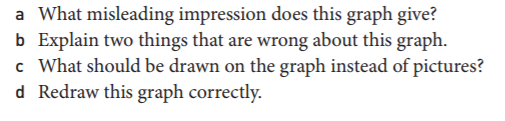 a What misleading impression does this graph give?
b Explain two things that are wrong about this graph.
c What should be drawn on the graph instead of pictures?
d Redraw this graph correctly.